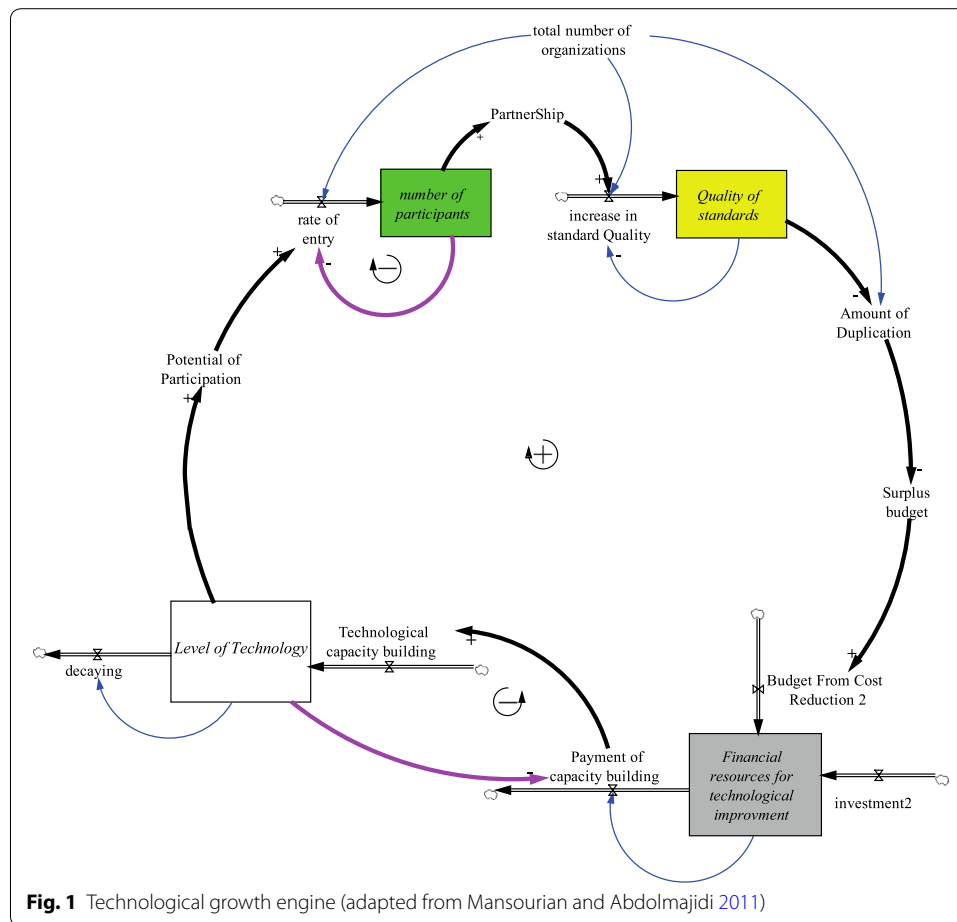 total number of
organizations
PartnerShip
+
number of
participants
+
Quality of
standards
rate of
entry
increase in
standard Quality
-
-
+
-
Amount of
Duplication
Potential of
Participation
+
-
Surplus
budget
Level of Technology
Technological
capacity building
+
+
decaying
Budget From Cost
Reduction 2
Payment of
capacity building
-
Financial
resources for
technological
improvment
investment2
Fig. 1 Technological growth engine (adapted from Mansourian and Abdolmajidi 2011)